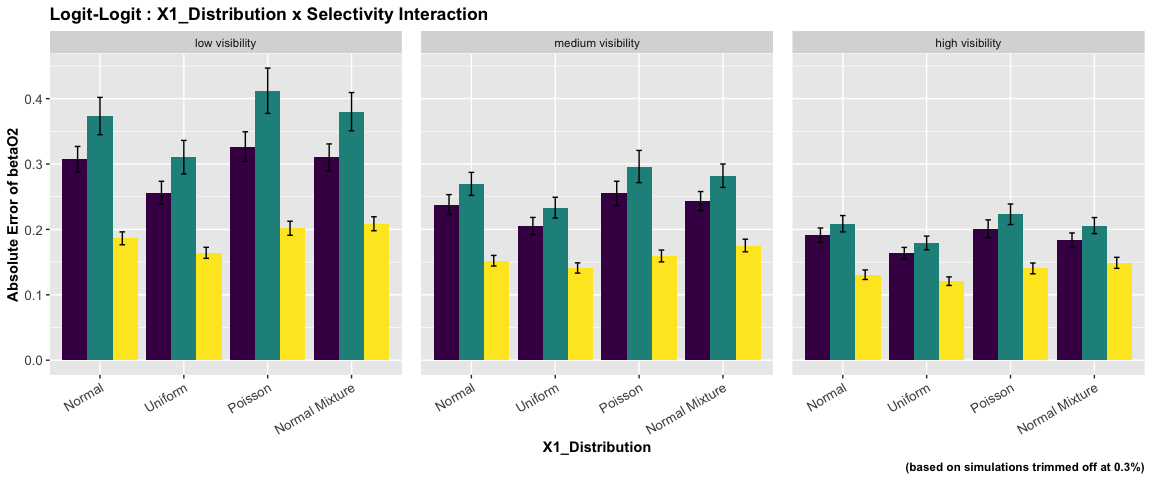 Logit-Logit : X1_Distribution x Selectivity Interaction
low visibility
medium visibility
high visibility
Absolute Error of betaO2
0.4
0.3
0.2
0.1
0.0
Normal
Uniform
Poisson
Normal Mixture
Normal
Uniform
Poisson
Normal Mixture
Normal
Uniform
Poisson
Normal Mixture
X1_Distribution
(based on simulations trimmed off at 0.3%)